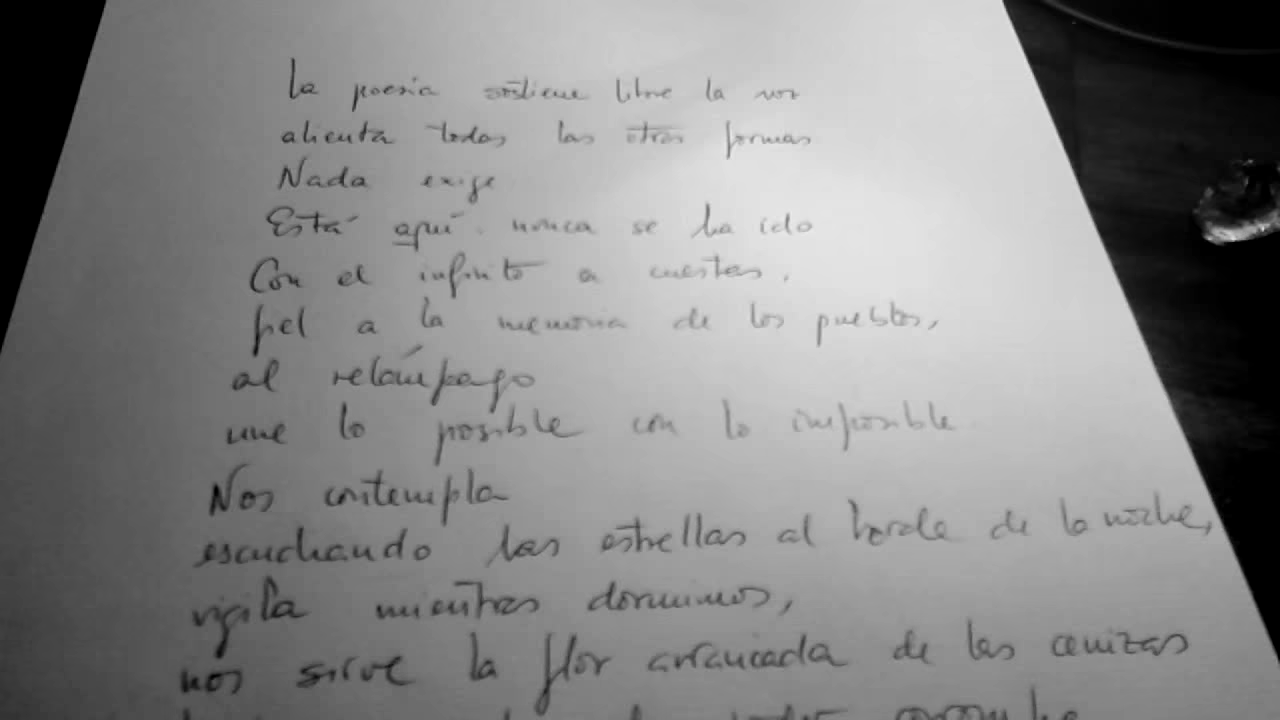 La poesía sostiene libre la voz
alienta todas las otras formas
Nada exige
Está aquí. nunca se ha ido
Con el infinito a cuestas,
fiel a la memoria de los pueblos,
al relámpago
une lo posible con lo imposible
Nos contempla
escuchando las estrellas al borde de la noche,
vigila mientras dormimos,
nos sirve la flor arrancada de las cenizas